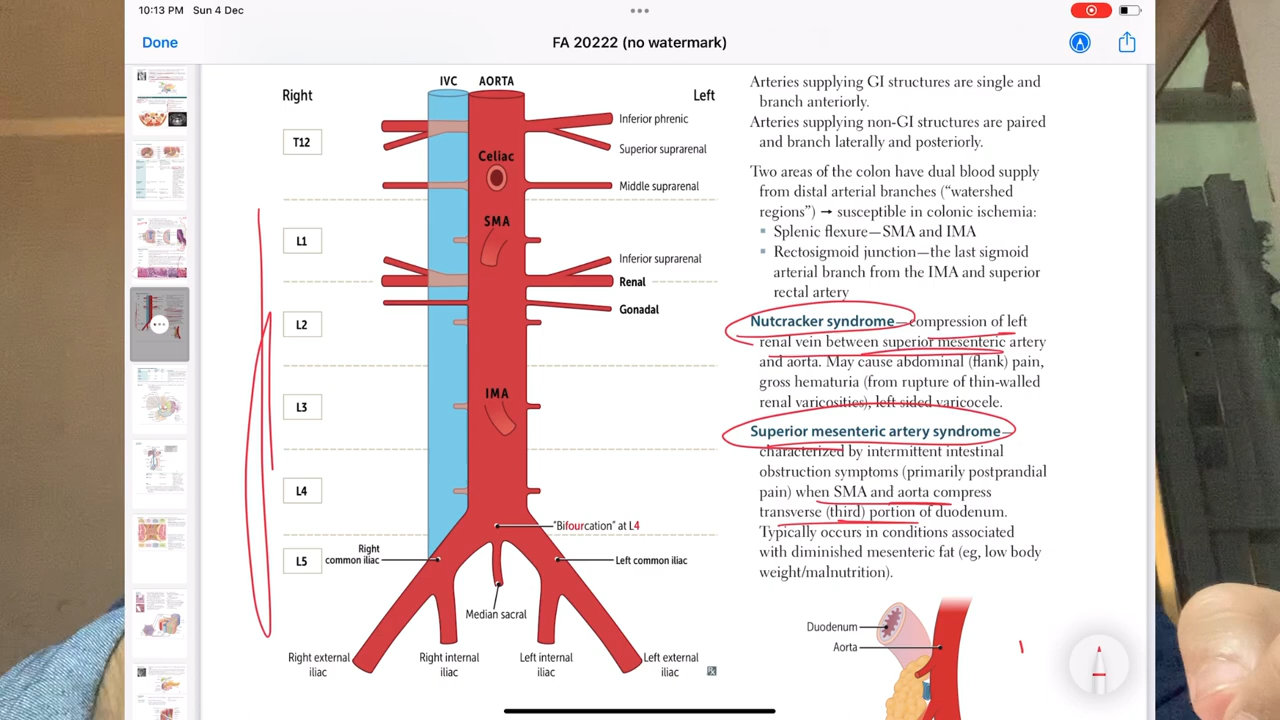 10:13 PM Sun 4 Dec
Done
FA 20222 (no watermark)
IVC AORTA
Right
Left
T12
Inferior phrenic
Superior suprarenal
Celiac
Middle suprarenal
SMA
L1
Inferior suprarenal
Renal
Gonadal
L2
IMA
L3
L4
"Bifourcation" at L4
L5
Right
common iliac
Left common iliac
Median sacral
Right external
iliac
Right internal
iliac
Left internal
iliac
Left external
iliac
Arteries supplying GI structures are single and
branch anteriorly.
Arteries supplying non-GI structures are paired
and branch laterally and posteriorly.
Two areas of the colon have dual blood supply
from distal arterial branches ("watershed
regions") → susceptible in colonic ischemia:
Splenic flexure—SMA and IMA
Rectosigmoid junction—the last sigmoid
arterial branch from the IMA and superior
rectal artery
Nutcracker syndrome—compression of left
renal vein between superior mesenteric artery
and aorta. May cause abdominal (flank) pain,
gross hematuria (from rupture of thin-walled
renal varicosities), left-sided varicocele.
Superior mesenteric artery syndrome—
characterized by intermittent intestinal
obstruction symptoms (primarily postprandial
pain) when SMA and aorta compress
transverse (third) portion of duodenum.
Typically occurs in conditions associated
with diminished mesenteric fat (eg, low body
weight/malnutrition).
Duodenum
Aorta